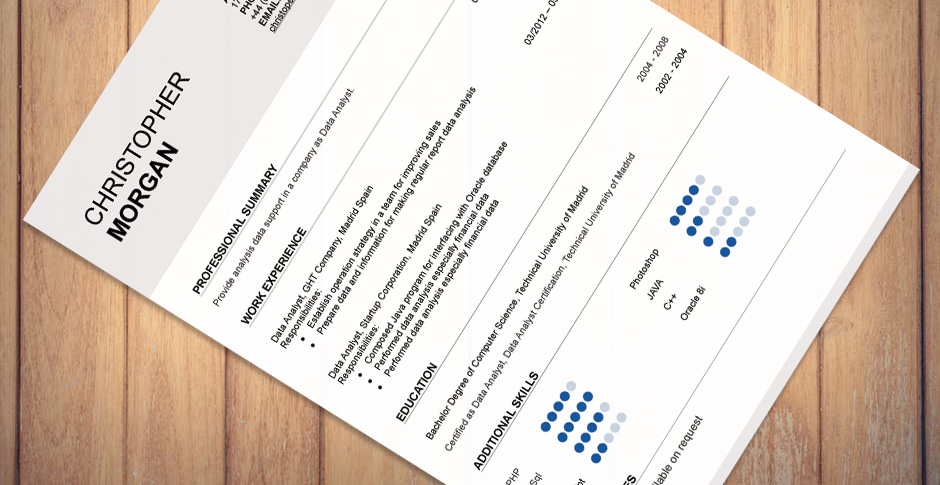 PHO
+44 (0
EMAIL
christope
CHRISTOPHER
MORGAN
PROFESSIONAL SUMMARY
Provide analysis data support in a company as Data Analyst.
WORK EXPERIENCE
Data Analyst, GHT Company, Madrid Spain
Responsibilities:
• Establish operation strategy in a team for improving sales
• Prepare data and information for making regular report data analysis
03/2012 – 03
Data Analyst, Startup Corporation, Madrid Spain
Responsibilities:
• Composed Java program for interfacing with Oracle database
• Performed data analysis especially financial data
• Performed data analysis especially financial data
EDUCATION
Bachelor Degree of Computer Science, Technical University of Madrid 2004 - 2008
Certified as Data Analyst, Data Analyst Certification, Technical University of Madrid 2002 - 2004
ADDITIONAL SKILLS
PHP
Sql
Photoshop
JAVA
C++
Oracle 8i
ES
ilable on request